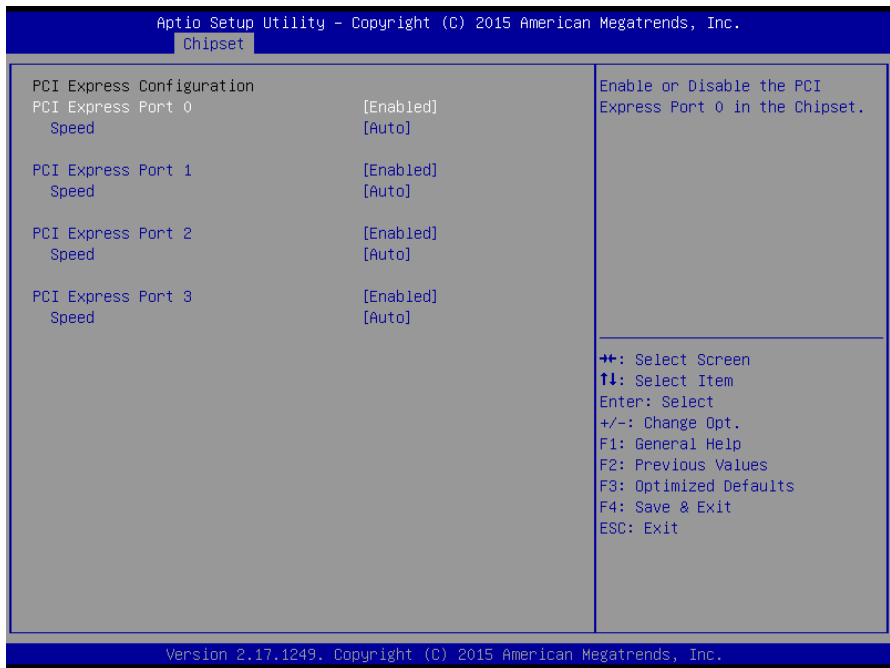 Aptio Setup Utility – Copyright (C) 2015 American Megatrends, Inc.
Chipset
PCI Express Configuration
PCI Express Port 0 [Enabled]
Speed [Auto]
PCI Express Port 1 [Enabled]
Speed [Auto]
PCI Express Port 2 [Enabled]
Speed [Auto]
PCI Express Port 3 [Enabled]
Speed [Auto]
Enable or Disable the PCI
Express Port 0 in the Chipset.
→←: Select Screen
↑↓: Select Item
Enter: Select
+/-: Change Opt.
F1: General Help
F2: Previous Values
F3: Optimized Defaults
F4: Save & Exit
ESC: Exit
Version 2.17.1249. Copyright (C) 2015 American Megatrends, Inc.